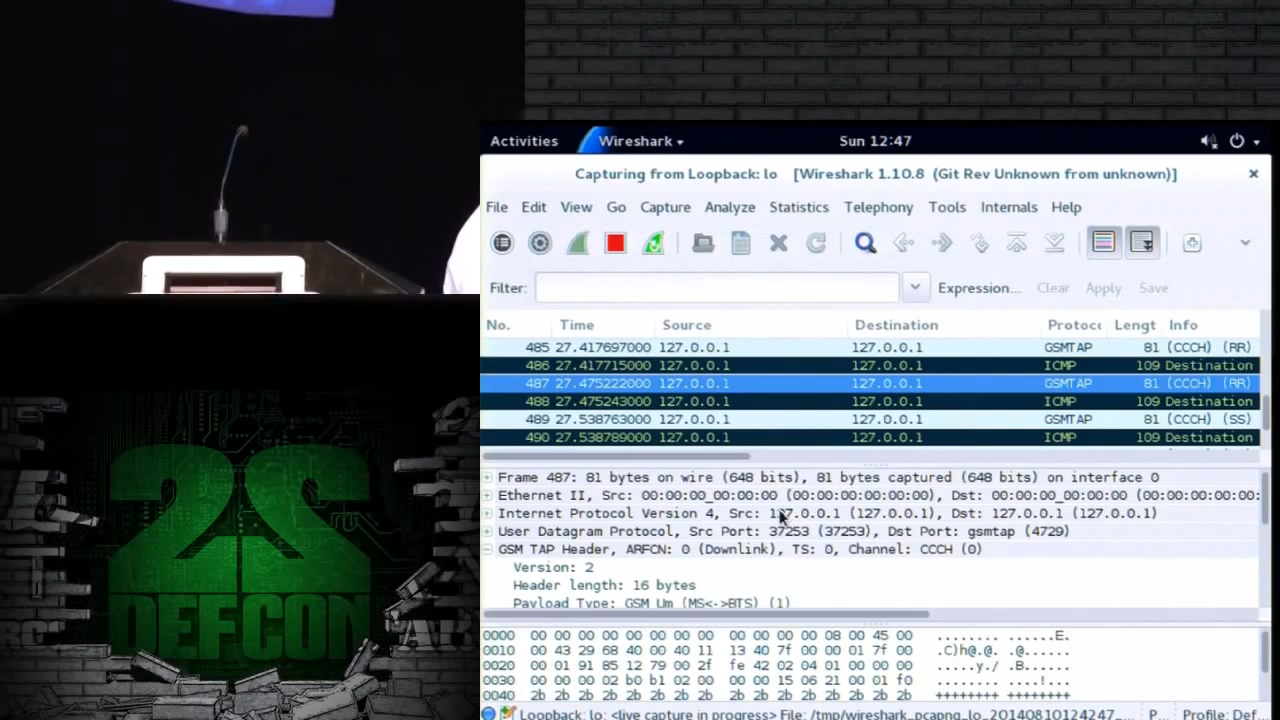 Activities Wireshark Sun 12:47
Capturing from Loopback: lo [Wireshark 1.10.8 (Git Rev Unknown from unknown)]
File Edit View Go Capture Analyze Statistics Telephony Tools Internals Help
Filter: Expression... Clear Apply Save
No. Time Source Destination Protoc Lengt Info
485 27.417697000 127.0.0.1 127.0.0.1 GSMTAP 81 (CCCH) (RR)
486 27.417715000 127.0.0.1 127.0.0.1 ICMP 109 Destination
487 27.475222000 127.0.0.1 127.0.0.1 GSMTAP 81 (CCCH) (RR)
488 27.475243000 127.0.0.1 127.0.0.1 ICMP 109 Destination
489 27.538763000 127.0.0.1 127.0.0.1 GSMTAP 81 (CCCH) (SS)
490 27.538789000 127.0.0.1 127.0.0.1 ICMP 109 Destination
Frame 487: 81 bytes on wire (648 bits), 81 bytes captured (648 bits) on interface 0
Ethernet II, Src: 00:00:00_00:00:00 (00:00:00:00:00:00), Dst: 00:00:00_00:00:00 (00:00:00:00:00:
Internet Protocol Version 4, Src: 127.0.0.1 (127.0.0.1), Dst: 127.0.0.1 (127.0.0.1)
User Datagram Protocol, Src Port: 37253 (37253), Dst Port: gsmtap (4729)
GSM TAP Header, ARFCN: 0 (Downlink), TS: 0, Channel: CCCH (0)
Version: 2
Header length: 16 bytes
Payload Type: GSM Um (MS<->BTS) (1)
0000 00 00 00 00 00 00 00 00 00 00 00 00 08 00 45 00 ........ ......E.
0010 00 43 29 68 40 00 40 11 13 40 7f 00 00 01 7f 00 .C)h@.@. .@......
0020 00 01 91 85 12 79 00 2f fe 42 02 04 01 00 00 00 .....y./ .B......
0030 00 00 00 02 b0 b1 02 00 00 00 15 06 21 00 01 f0 ........ ....!...
0040 2b 2b 2b 2b 2b 2b 2b 2b 2b 2b 2b 2b 2b 2b 2b 2b ++++++++ ++++++++
Loopback: lo: <live capture in progress> File: /tmp/wireshark_pcapng_lo_20140810124247_... P... Profile: Def
22
DEFCON